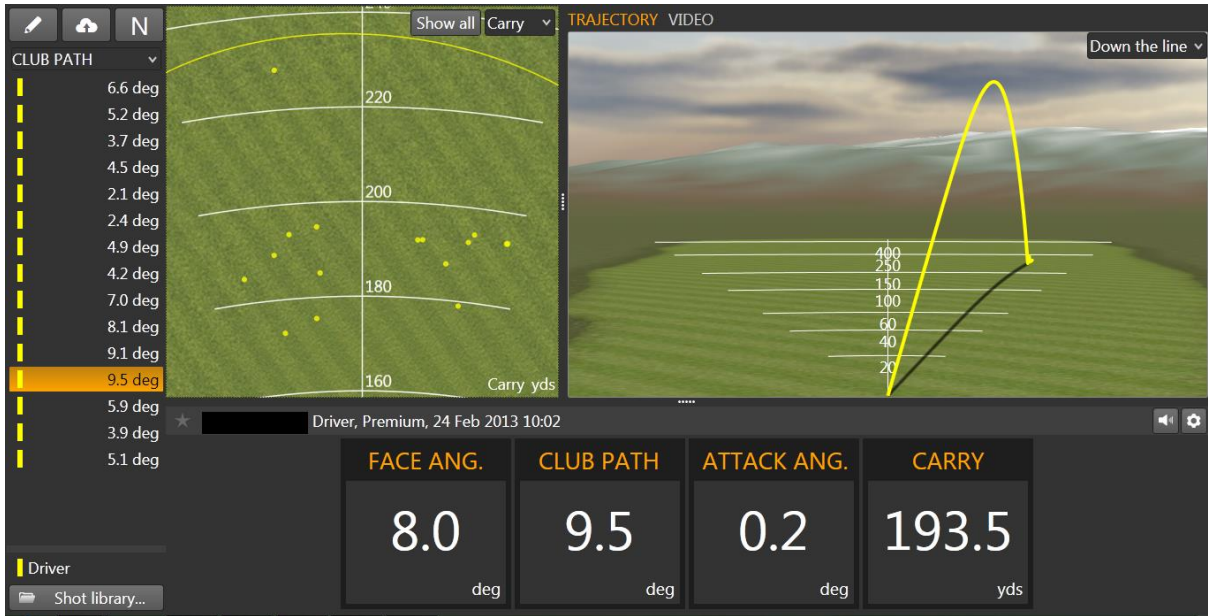 N
CLUB PATH
6.6 deg
5.2 deg
3.7 deg
4.5 deg
2.1 deg
2.4 deg
4.9 deg
4.2 deg
7.0 deg
8.1 deg
9.1 deg
9.5 deg
5.9 deg
3.9 deg
5.1 deg
Driver
Shot library...
Show all Carry
220
200
180
160
Carry yds
TRAJECTORY VIDEO
Down the line
400
250
150
100
60
40
20
Driver, Premium, 24 Feb 2013 10:02
FACE ANG.
8.0
deg
CLUB PATH
9.5
deg
ATTACK ANG.
0.2
deg
CARRY
193.5
yds